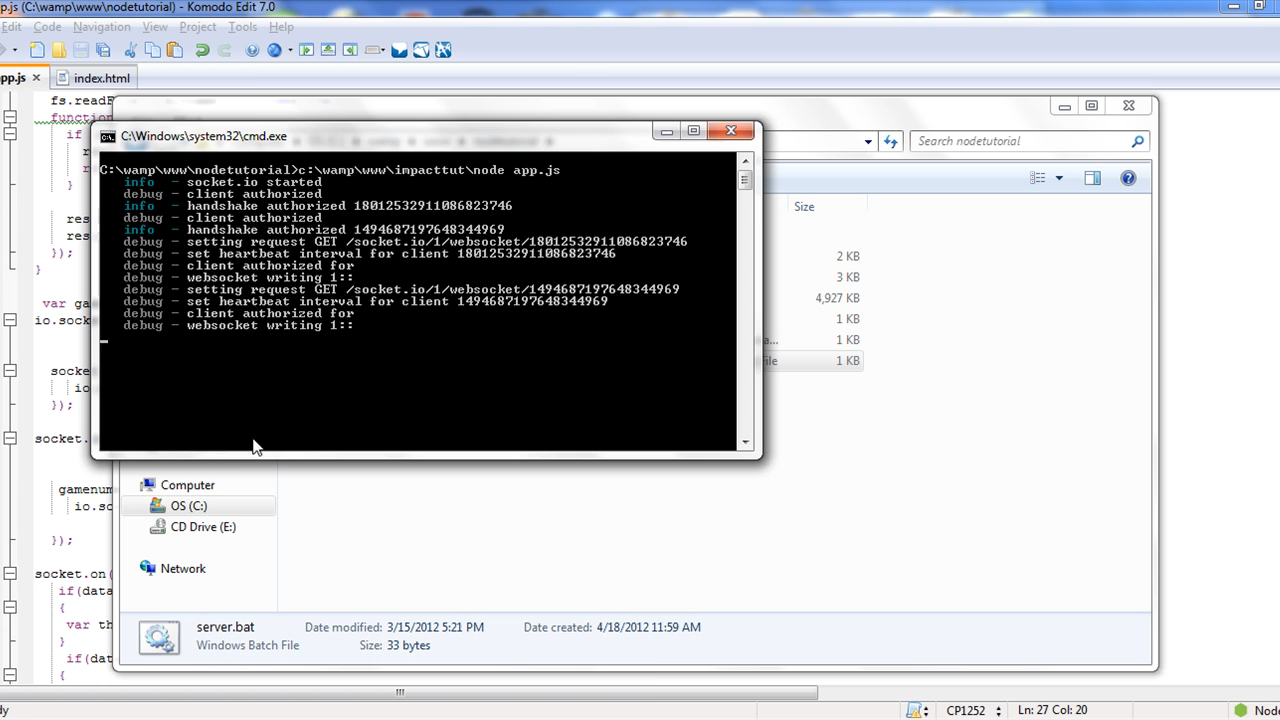 p.js (C:\wamp\www\nodetutorial) - Komodo Edit 7.0
Edit Code Navigation View Project Tools Help
pp.js index.html
fs.readF
function
if
r
r
}
res
res
});
}
var ga
io.sock
socke
io
});
socket.
gamenum
io.so
});
socket.on(
if(data
{
var th
}
if(dat
{
Search nodetutorial
Size
2 KB
3 KB
4,927 KB
1 KB
a... 1 KB
File 1 KB
C:\Windows\system32\cmd.exe
C:\wamp\www\nodetutorial>c:\wamp\www\impacttut\node app.js
info - socket.io started
debug - client authorized
info - handshake authorized 18012532911086823746
debug - client authorized
info - handshake authorized 1494687197648344969
debug - setting request GET /socket.io/1/websocket/18012532911086823746
debug - set heartbeat interval for client 18012532911086823746
debug - client authorized for
debug - websocket writing 1::
debug - setting request GET /socket.io/1/websocket/1494687197648344969
debug - set heartbeat interval for client 1494687197648344969
debug - client authorized for
debug - websocket writing 1::
Computer
OS (C:)
CD Drive (E:)
Network
server.bat Date modified: 3/15/2012 5:21 PM Date created: 4/18/2012 11:59 AM
Windows Batch File Size: 33 bytes
dy CP1252 Ln: 27 Col: 20 Node